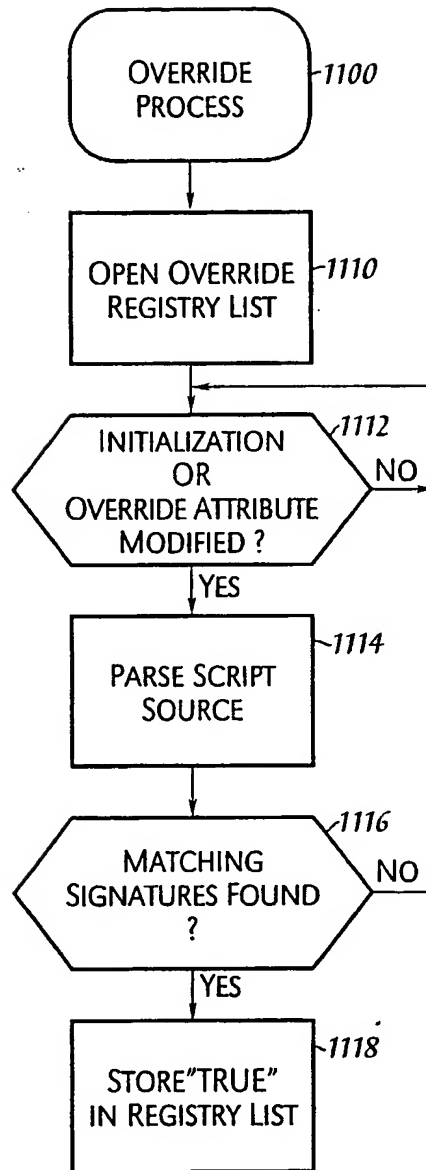 OVERRIDE
PROCESS
1100
OPEN OVERRIDE
REGISTRY LIST
1110
INITIALIZATION
OR
OVERRIDE ATTRIBUTE
MODIFIED ?
1112
NO
YES
PARSE SCRIPT
SOURCE
1114
MATCHING
SIGNATURES FOUND
?
1116
NO
YES
STORE"TRUE"
IN REGISTRY LIST
1118